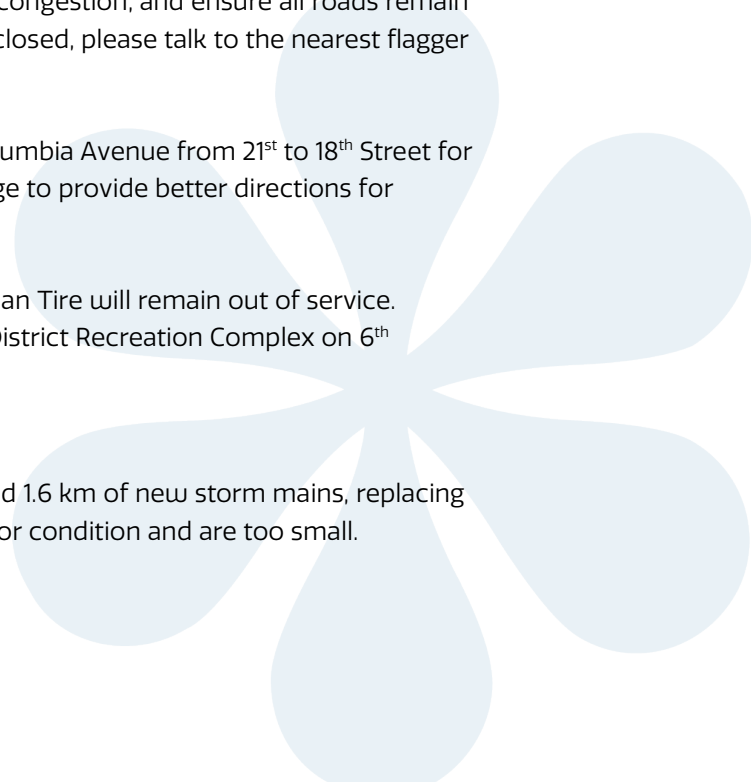 congestion, and ensure all roads remain
closed, please talk to the nearest flagger
umbia Avenue from 21st to 18th Street for
ge to provide better directions for
an Tire will remain out of service.
District Recreation Complex on 6th
d 1.6 km of new storm mains, replacing
or condition and are too small.